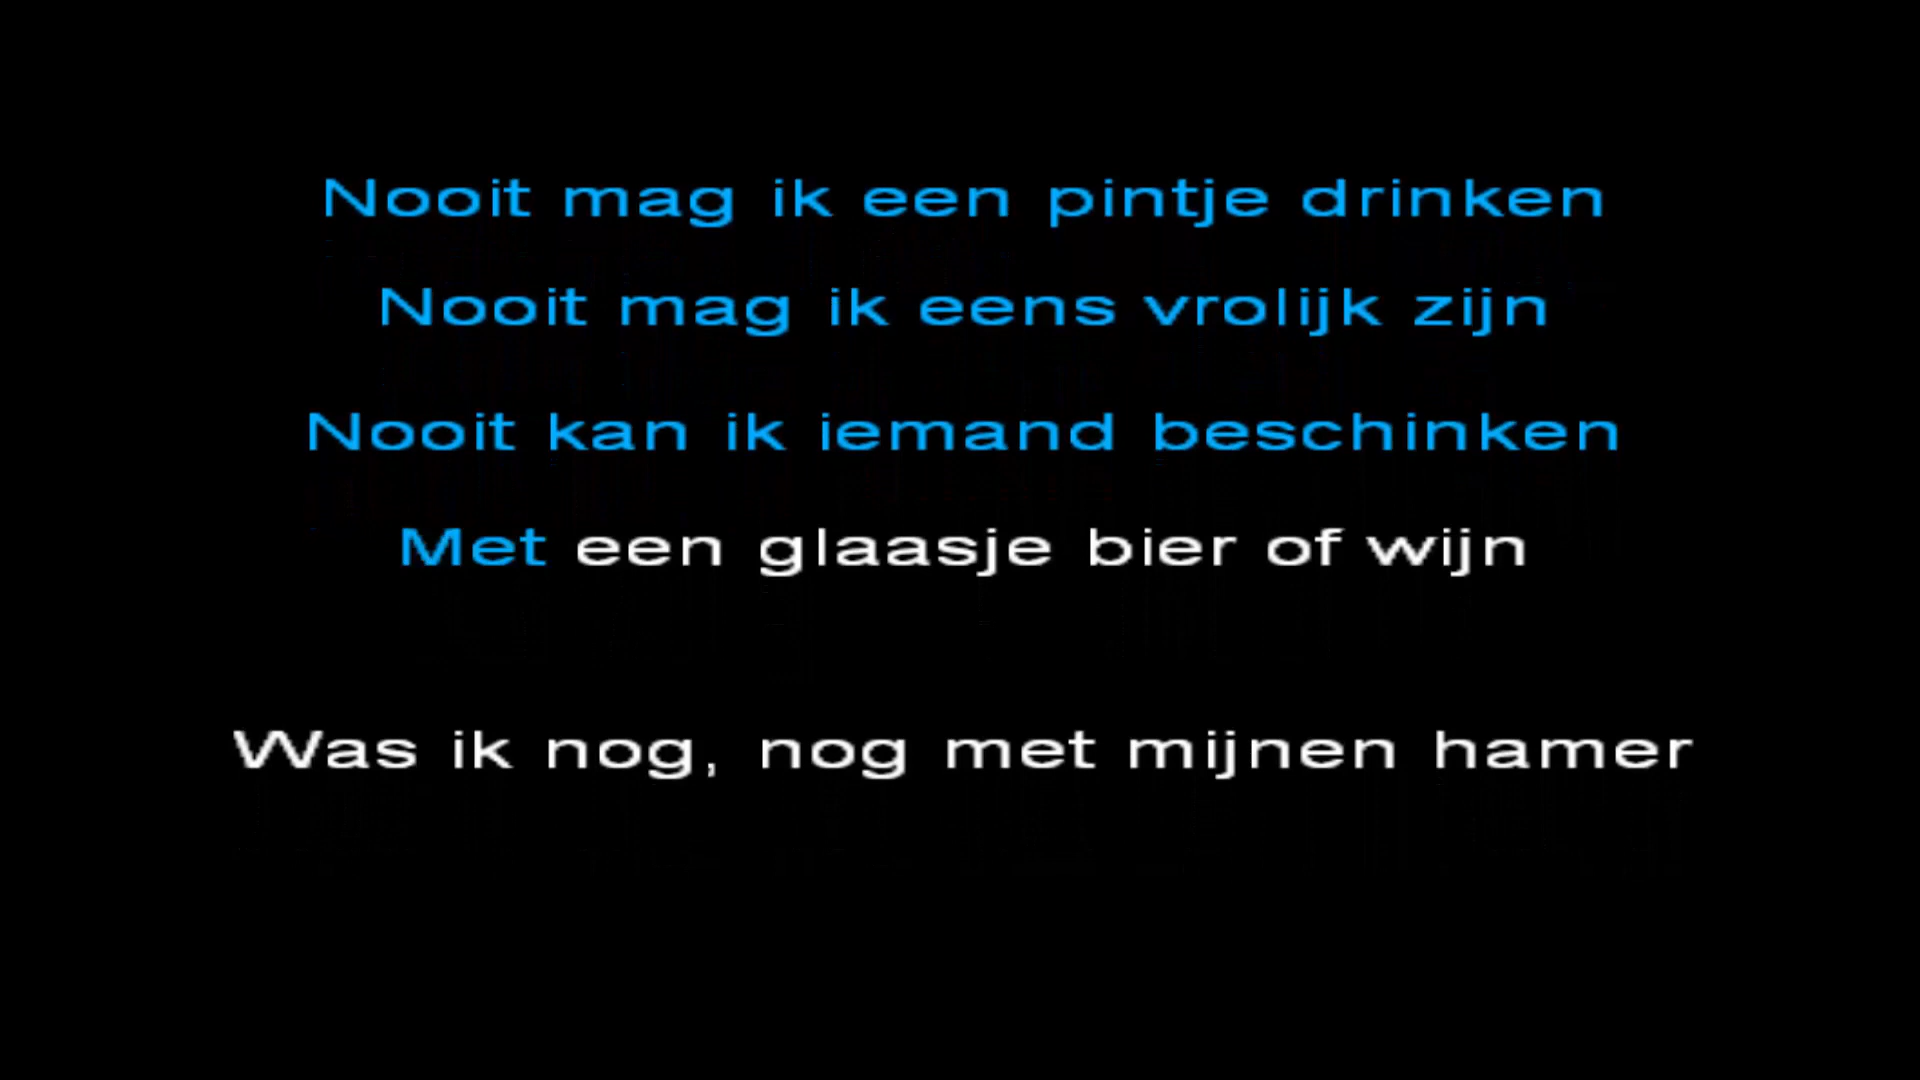 Nooit mag ik een pintje drinken
Nooit mag ik eens vrolijk zijn
Nooit kan ik iemand beschinken
Met een glaasje bier of wijn
Was ik nog, nog met mijnen hamer